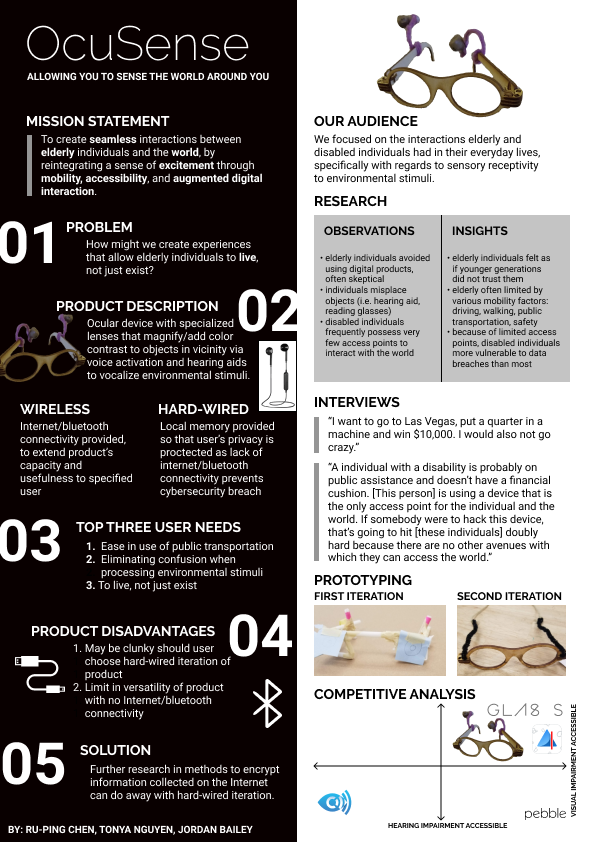 OcuSense
ALLOWING YOU TO SENSE THE WORLD AROUND YOU
MISSION STATEMENT
To create seamless interactions between
elderly individuals and the world, by
reintegrating a sense of excitement through
mobility, accessibility, and augmented digital
interaction.
01
PROBLEM
How might we create experiences
that allow elderly individuals to live,
not just exist?
PRODUCT DESCRIPTION
02
Ocular device with specialized
lenses that magnify/add color
contrast to objects in vicinity via
voice activation and hearing aids
to vocalize environmental stimuli.
WIRELESS
Internet/bluetooth
connectivity provided,
to extend product's
capacity and
usefulness to specified
user
HARD-WIRED
Local memory provided
so that user's privacy is
proctected as lack of
internet/bluetooth
connectivity prevents
cybersecurity breach
03
TOP THREE USER NEEDS
1. Ease in use of public transportation
2. Eliminating confusion when
processing environmental stimuli
3. To live, not just exist
PRODUCT DISADVANTAGES
04
1. May be clunky should user
choose hard-wired iteration of
product
2. Limit in versatility of product
with no Internet/bluetooth
connectivity
05
SOLUTION
Further research in methods to encrypt
information collected on the Internet
can do away with hard-wired iteration.
BY: RU-PING CHEN, TONYA NGUYEN, JORDAN BAILEY
OUR AUDIENCE
We focused on the interactions elderly and
disabled individuals had in their everyday lives,
specifically with regards to sensory receptivity
to environmental stimuli.
RESEARCH
OBSERVATIONS
• elderly individuals avoided
using digital products,
often skeptical
• individuals misplace
objects (i.e. hearing aid,
reading glasses)
• disabled individuals
frequently possess very
few access points to
interact with the world
INSIGHTS
• elderly individuals felt as
if younger generations
did not trust them
• elderly often limited by
various mobility factors:
driving, walking, public
transportation, safety
• because of limited access
points, disabled individuals
more vulnerable to data
breaches than most
INTERVIEWS
“I want to go to Las Vegas, put a quarter in a
machine and win $10,000. I would also not go
crazy.”
“A individual with a disability is probably on
public assistance and doesn't have a financial
cushion. [This person] is using a device that is
the only access point for the individual and the
world. If somebody were to hack this device,
that's going to hit [these individuals] doubly
hard because there are no other avenues with
which they can access the world.”
PROTOTYPING
FIRST ITERATION
SECOND ITERATION
COMPETITIVE ANALYSIS
GLA8 S
VISUAL IMPAIRMENT ACCESSIBLE
pebble
HEARING IMPAIRMENT ACCESSIBLE